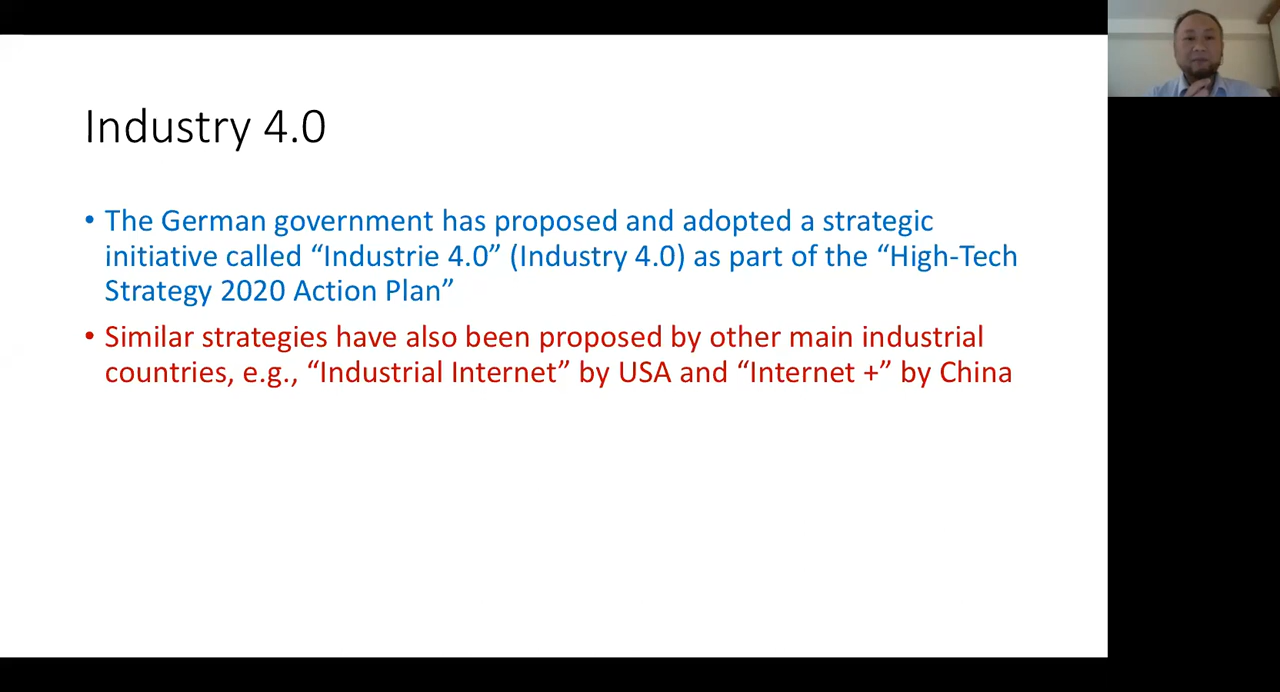 Industry 4.0
• The German government has proposed and adopted a strategic
initiative called “Industrie 4.0” (Industry 4.0) as part of the “High-Tech
Strategy 2020 Action Plan”
• Similar strategies have also been proposed by other main industrial
countries, e.g., “Industrial Internet” by USA and “Internet +” by China